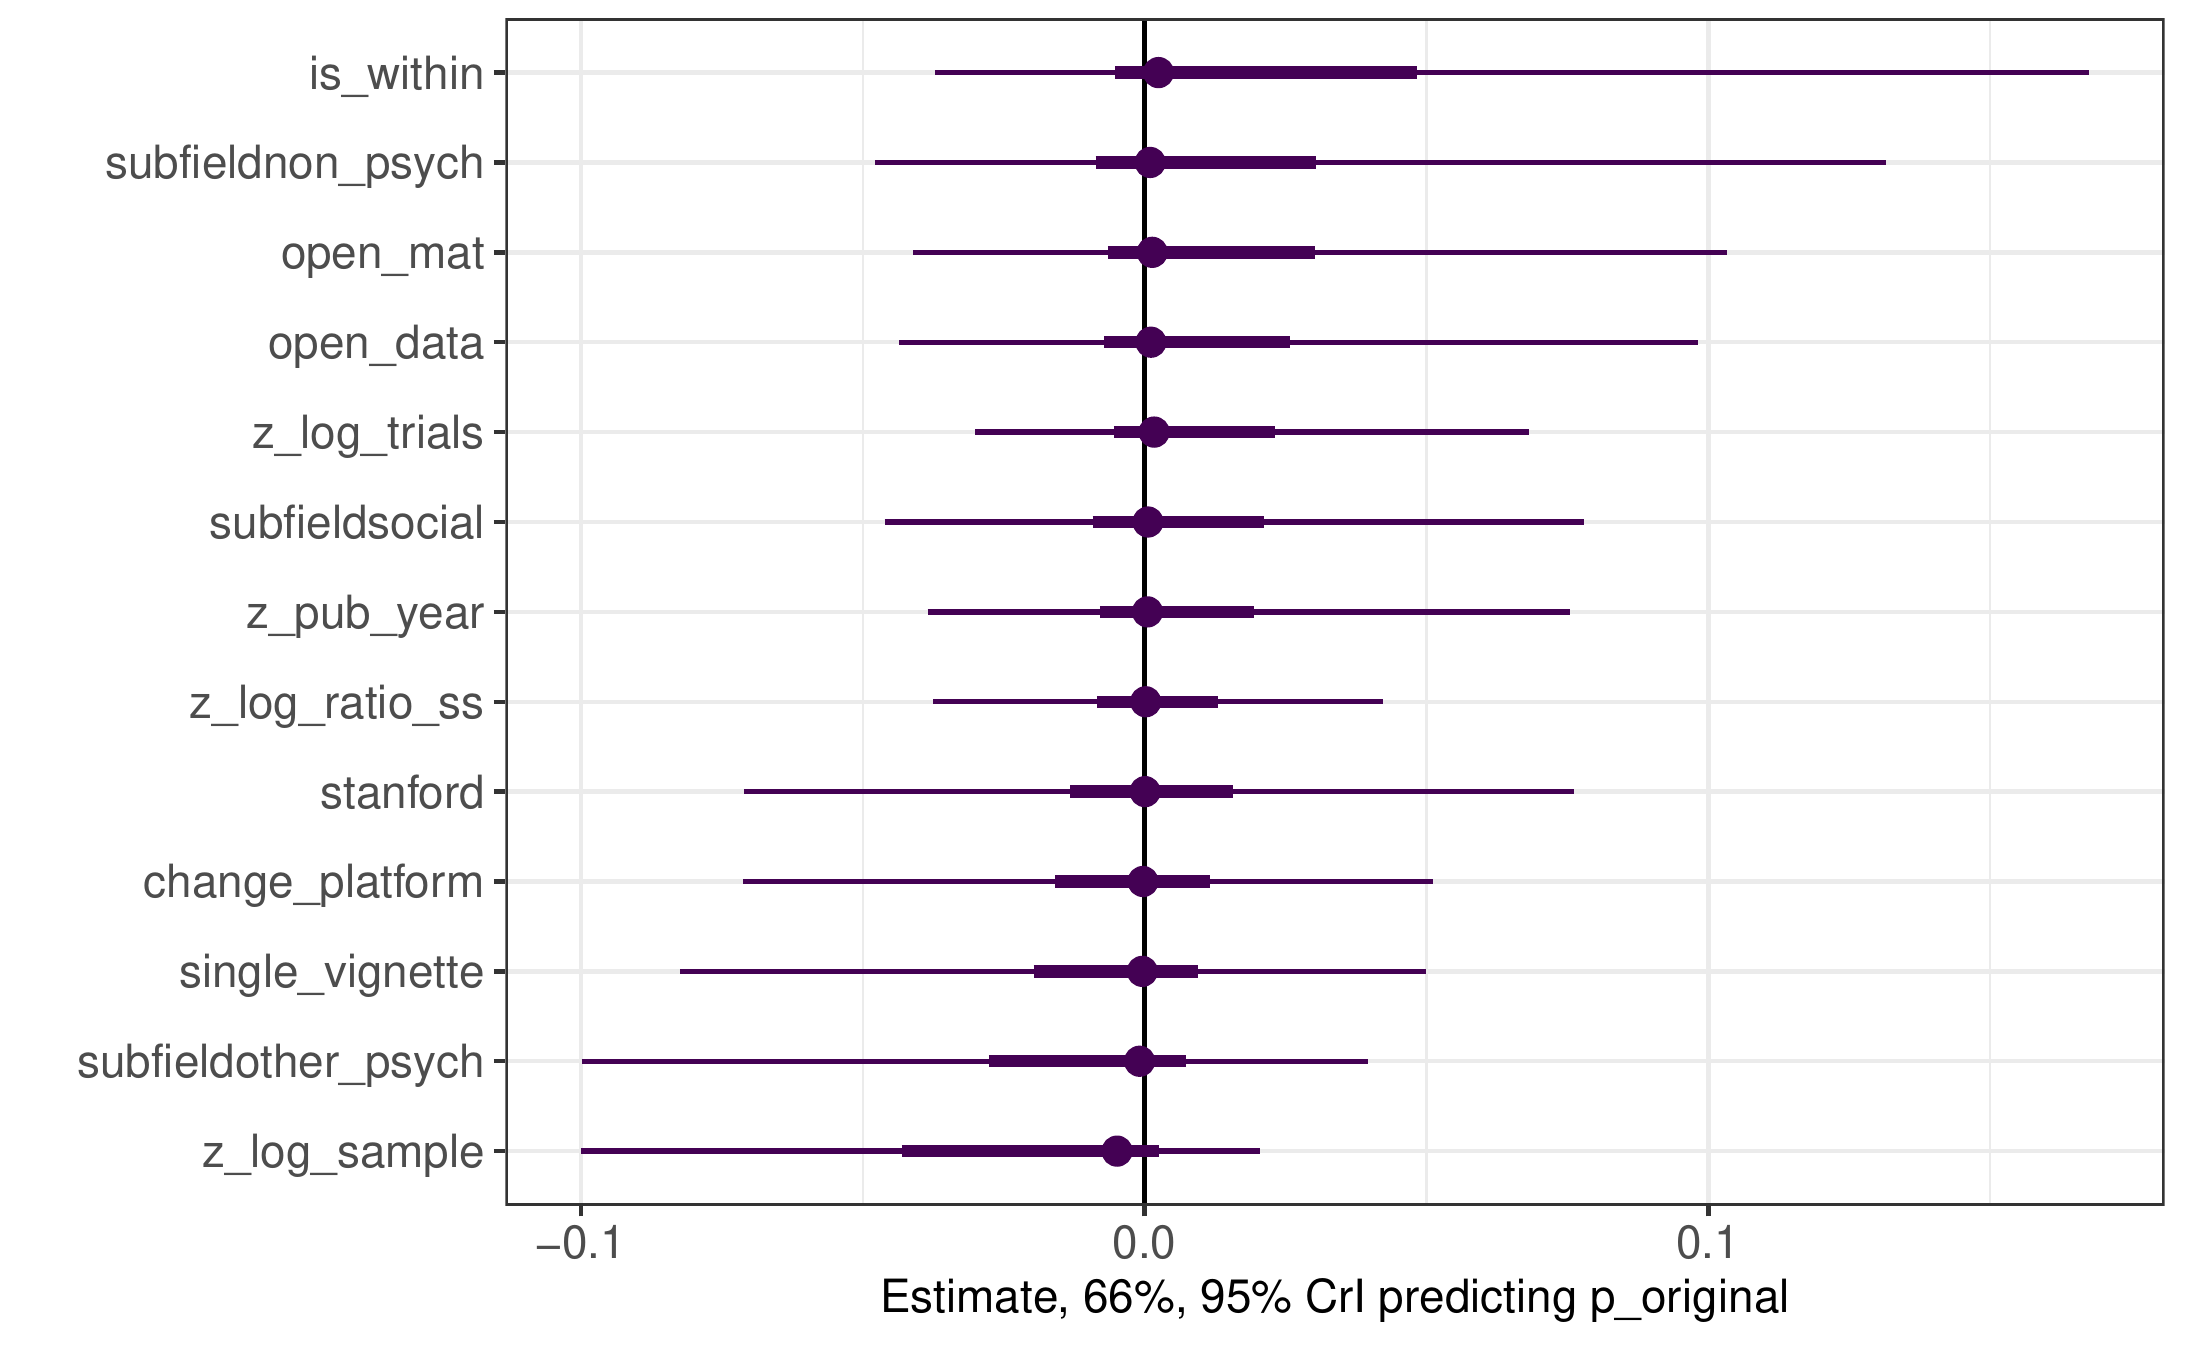 is_within
subfieldnon_psych
open_mat
open_data
z_log_trials
subfieldsocial
z_pub_year
z_log_ratio_ss
stanford
change_platform
single_vignette
subfieldother_psych
z_log_sample
−0.1 0.0 0.1
Estimate, 66%, 95% CrI predicting p_original